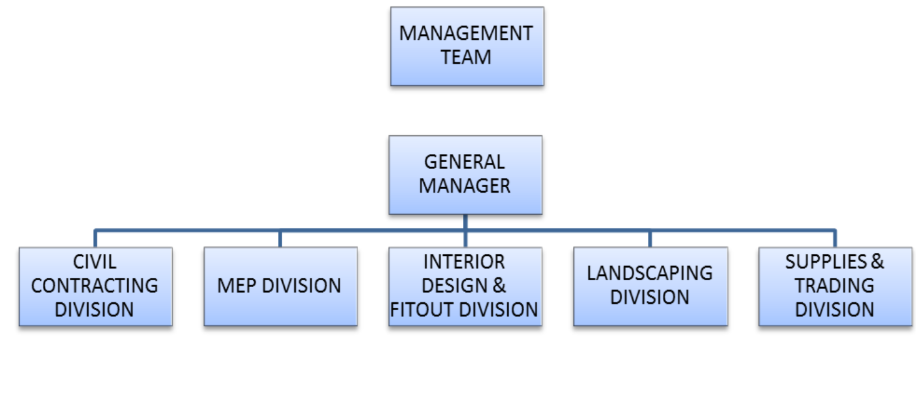 MANAGEMENT
TEAM
GENERAL
MANAGER
CIVIL
CONTRACTING
DIVISION
MEP DIVISION
INTERIOR
DESIGN &
FITOUT DIVISION
LANDSCAPING
DIVISION
SUPPLIES &
TRADING
DIVISION